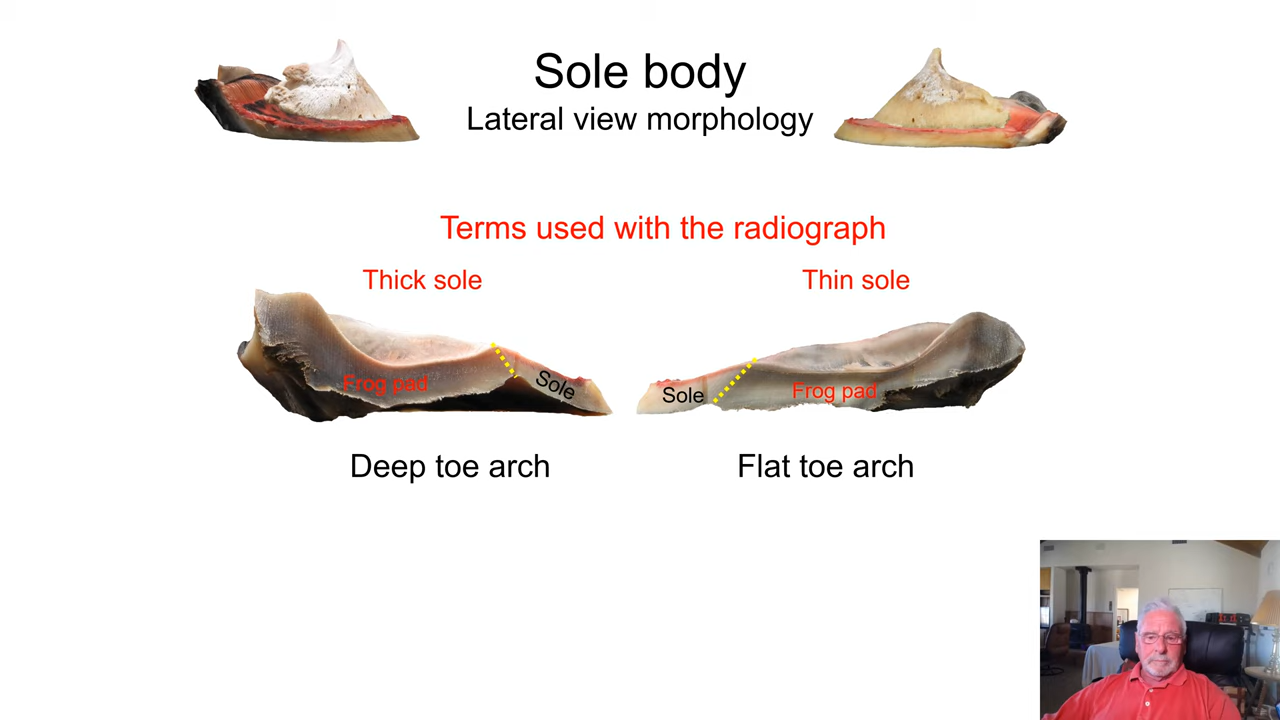 Sole body
Lateral view morphology
Terms used with the radiograph
Thick sole
Thin sole
Frog pad
Sole
Sole
Frog pad
Deep toe arch
Flat toe arch